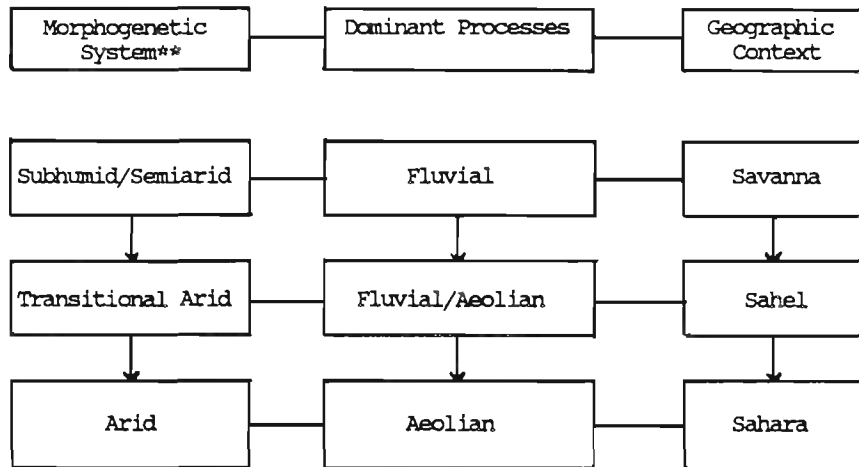 Morphogenetic
System**
Dominant Processes
Geographic
Context
Subhumid/Semiarid
Fluvial
Savanna
Transitional Arid
Fluvial/Aeolian
Sahel
Arid
Aeolian
Sahara